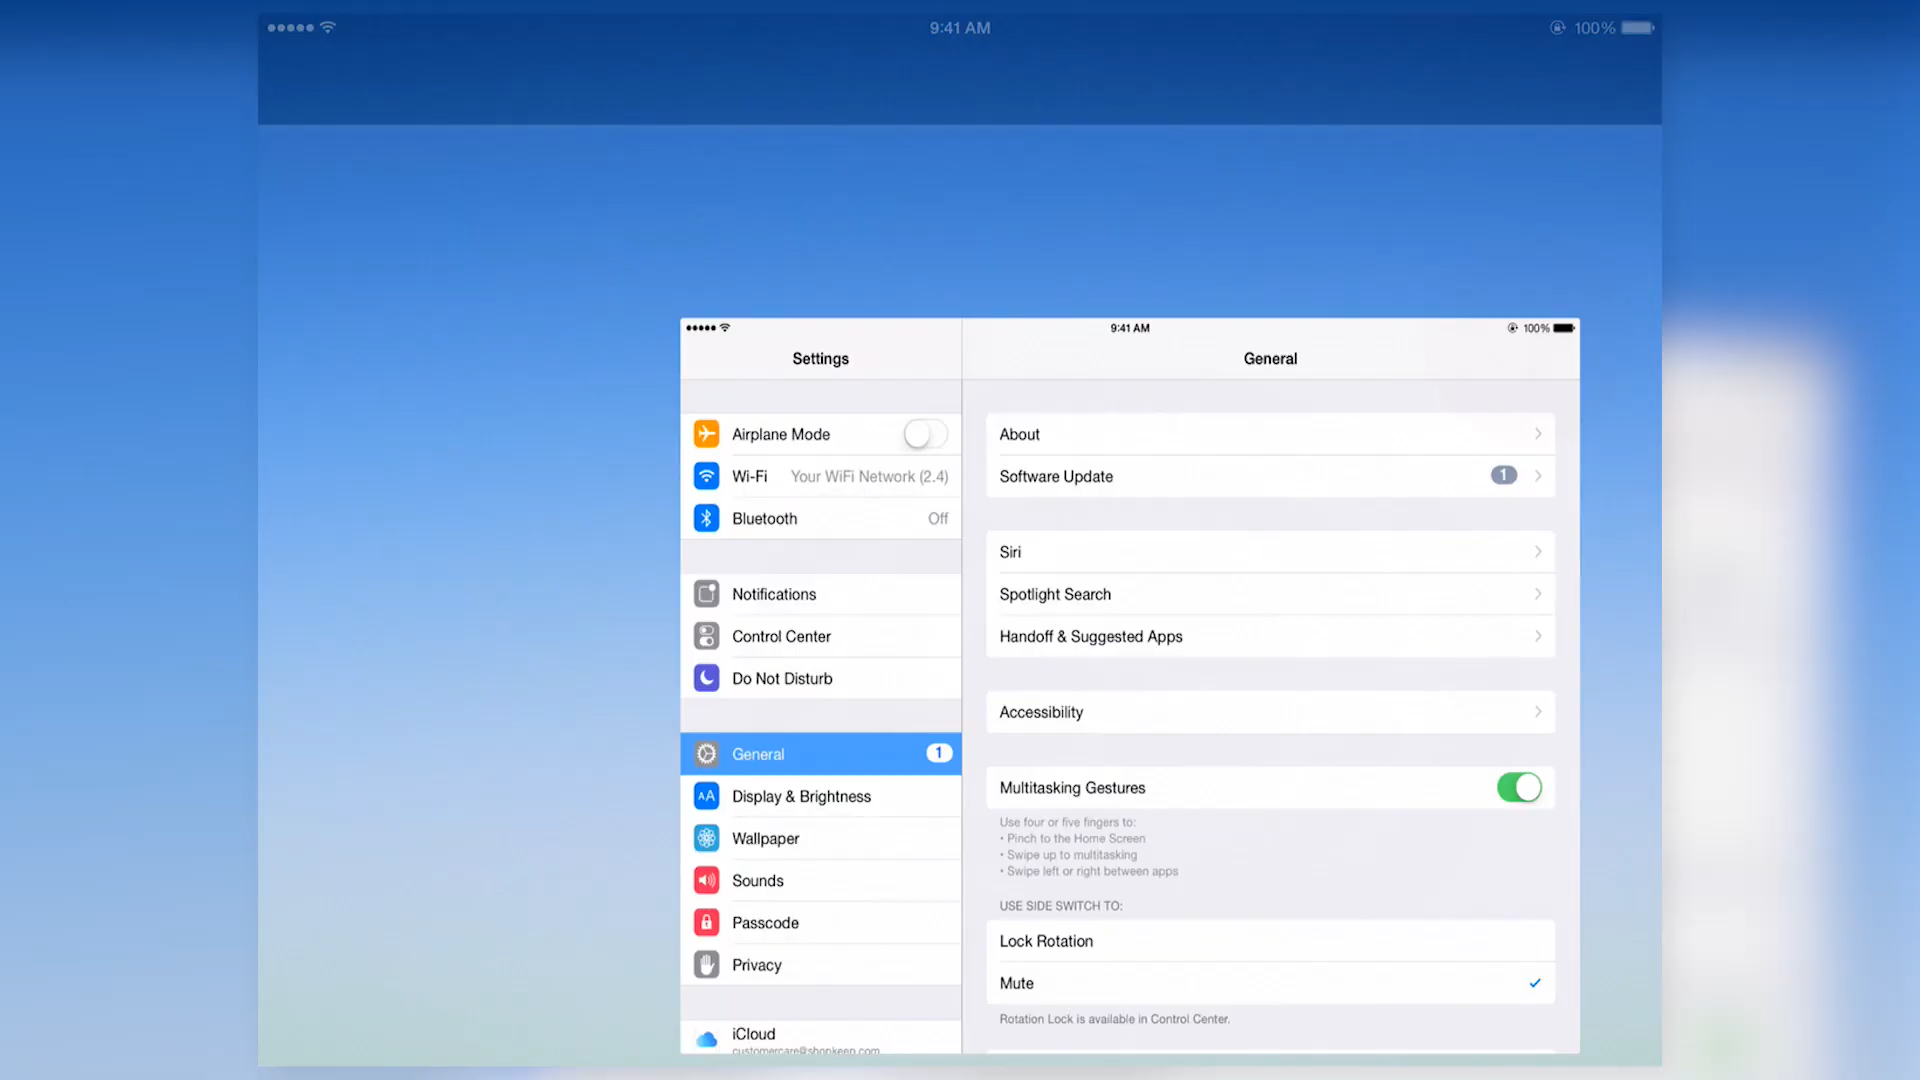 9:41 AM
100%
9:41 AM
100%
Settings
General
Airplane Mode
Wi-Fi Your WiFi Network (2.4)
Bluetooth Off
Notifications
Control Center
Do Not Disturb
General 1
Display & Brightness
Wallpaper
Sounds
Passcode
Privacy
iCloud
customercare@shopkeep.com
About
Software Update 1
Siri
Spotlight Search
Handoff & Suggested Apps
Accessibility
Multitasking Gestures
Use four or five fingers to:
• Pinch to the Home Screen
• Swipe up to multitasking
• Swipe left or right between apps
USE SIDE SWITCH TO:
Lock Rotation
Mute
Rotation Lock is available in Control Center.